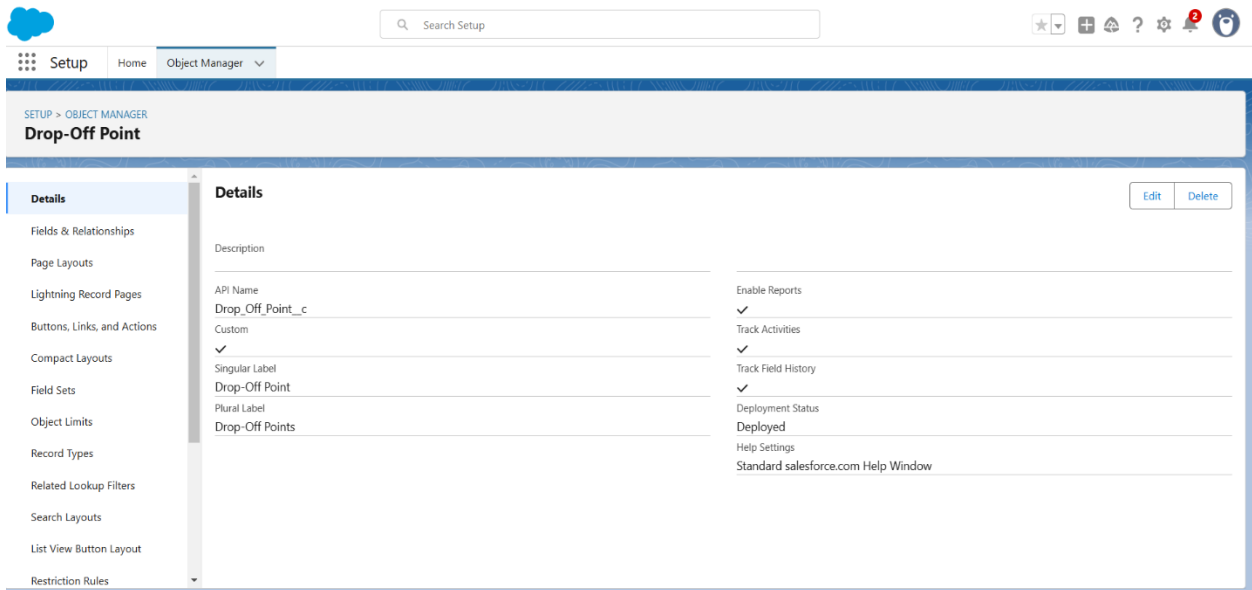 Search Setup
2
Setup
Home
Object Manager
SETUP > OBJECT MANAGER
Drop-Off Point
Details
Fields & Relationships
Page Layouts
Lightning Record Pages
Buttons, Links, and Actions
Compact Layouts
Field Sets
Object Limits
Record Types
Related Lookup Filters
Search Layouts
List View Button Layout
Restriction Rules
Details
Edit
Delete
Description
API Name
Drop_Off_Point__c
Custom
Singular Label
Drop-Off Point
Plural Label
Drop-Off Points
Enable Reports
Track Activities
Track Field History
Deployment Status
Deployed
Help Settings
Standard salesforce.com Help Window